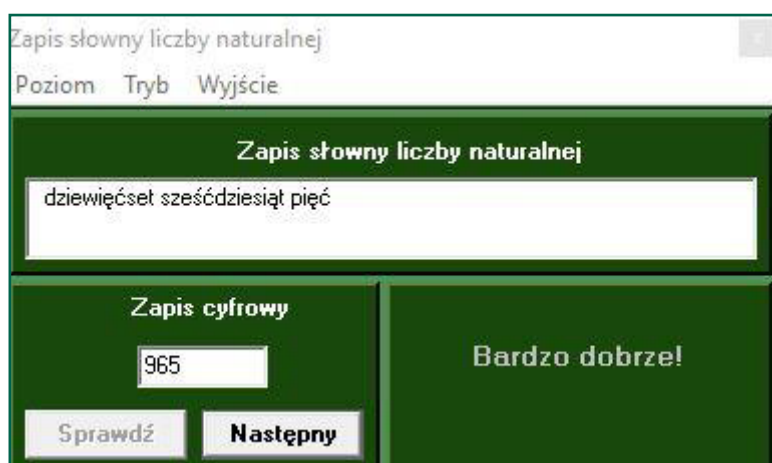 Zapis słowny liczby naturalnej
Poziom Tryb Wyjście
Zapis słowny liczby naturalnej
dziewięćset sześćdziesiąt pięć
Zapis cyfrowy
965
Bardzo dobrze!
Sprawdź Następny